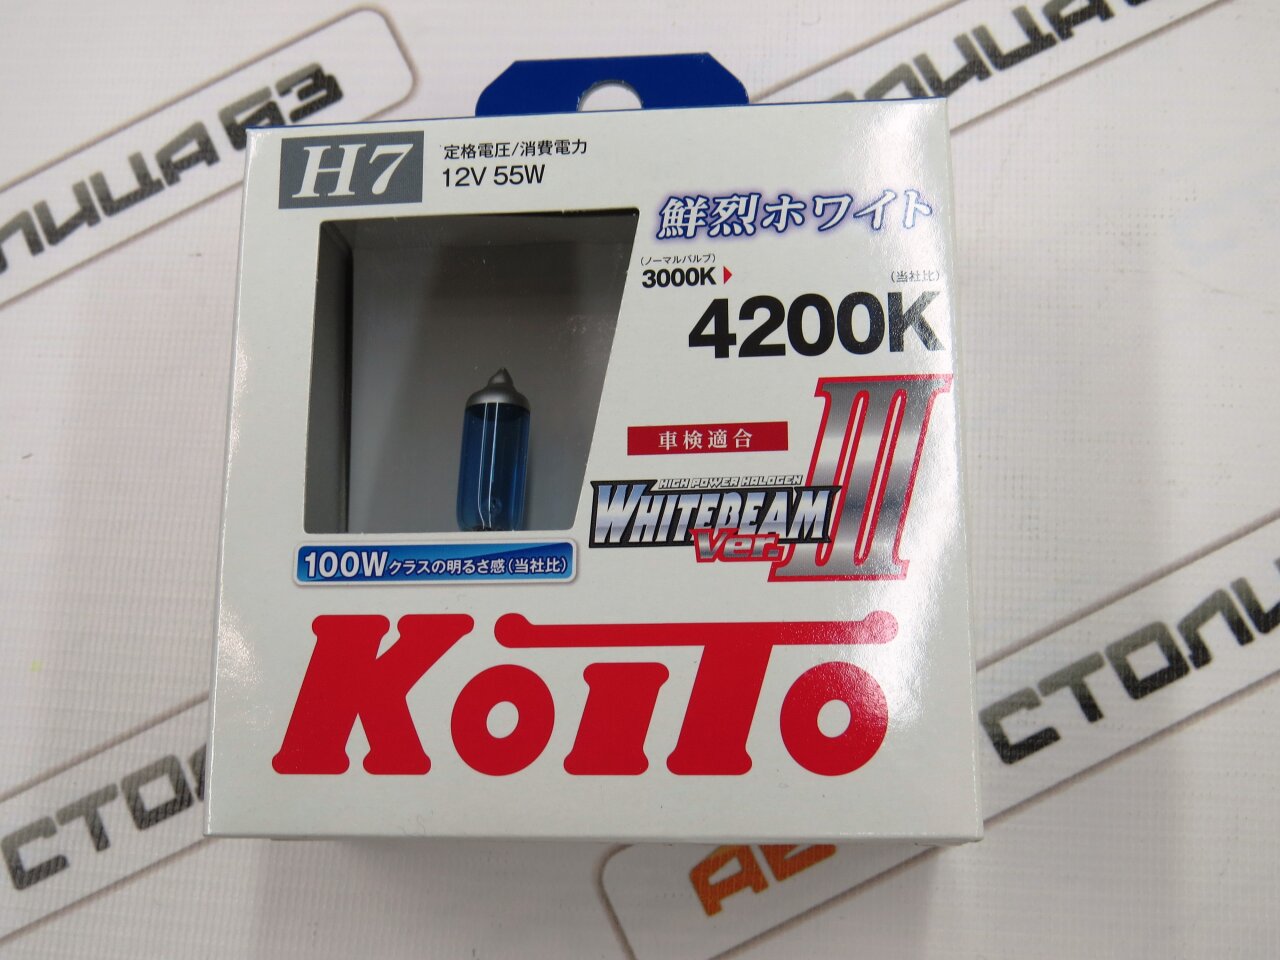 H7
定格電圧/消費電力
12V 55W
鮮烈ホワイト
(ノーマルバルブ)
3000K
(当社比)
4200K
車検適合
HIGH POWER HALOGEN
WHITEBEAM
Ver. III
100Wクラスの明るさ感(当社比)
KOITO
СТОЛИ